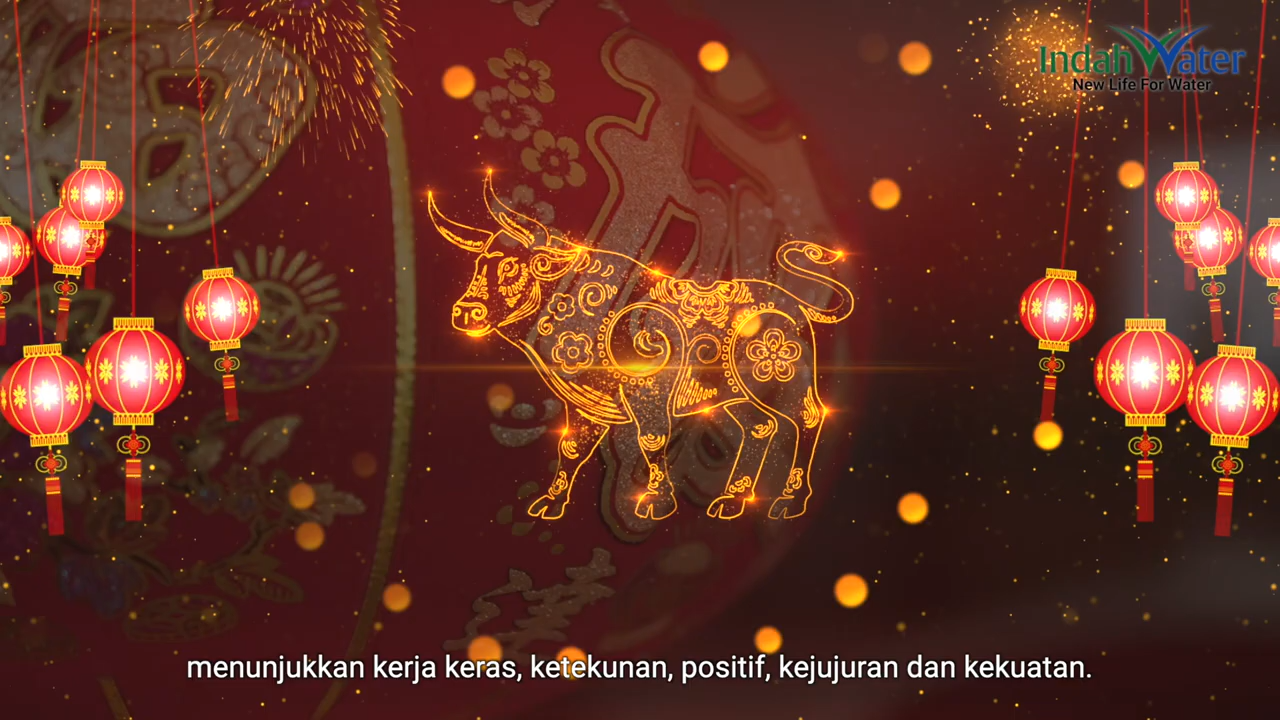 Indah Water
New Life For Water
menunjukkan kerja keras, ketekunan, positif, kejujuran dan kekuatan.